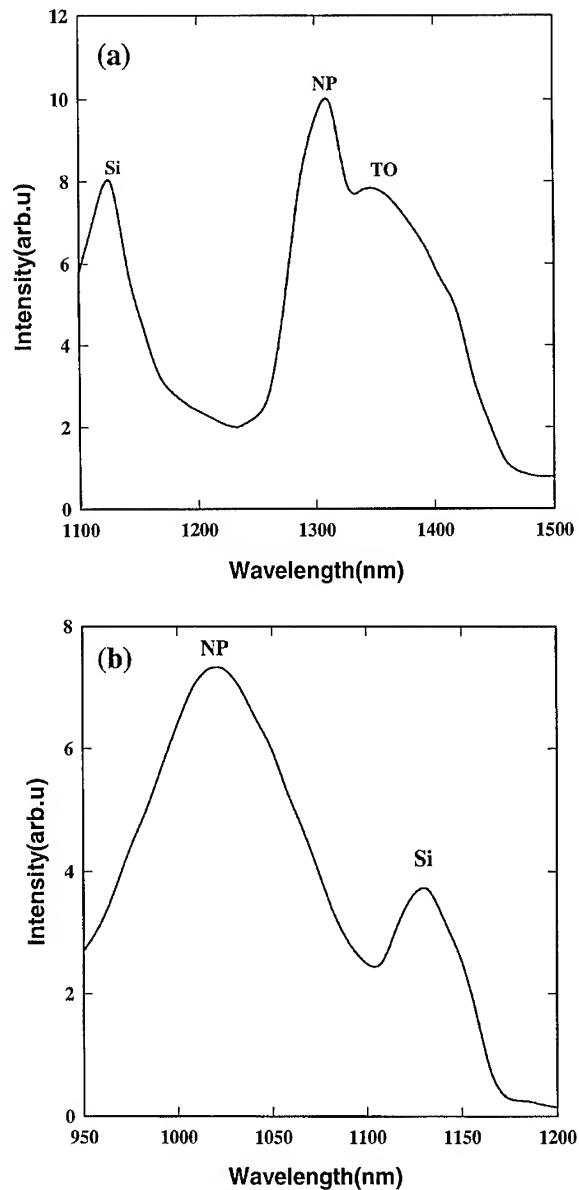 12
(a)
NP
10
Si
TO
8
6
Intensity(arb.u)
4
2
0
1100 1200 1300 1400 1500
Wavelength(nm)
8
(b)
NP
6
Intensity(arb.u)
4
Si
2
0
950 1000 1050 1100 1150 1200
Wavelength(nm)